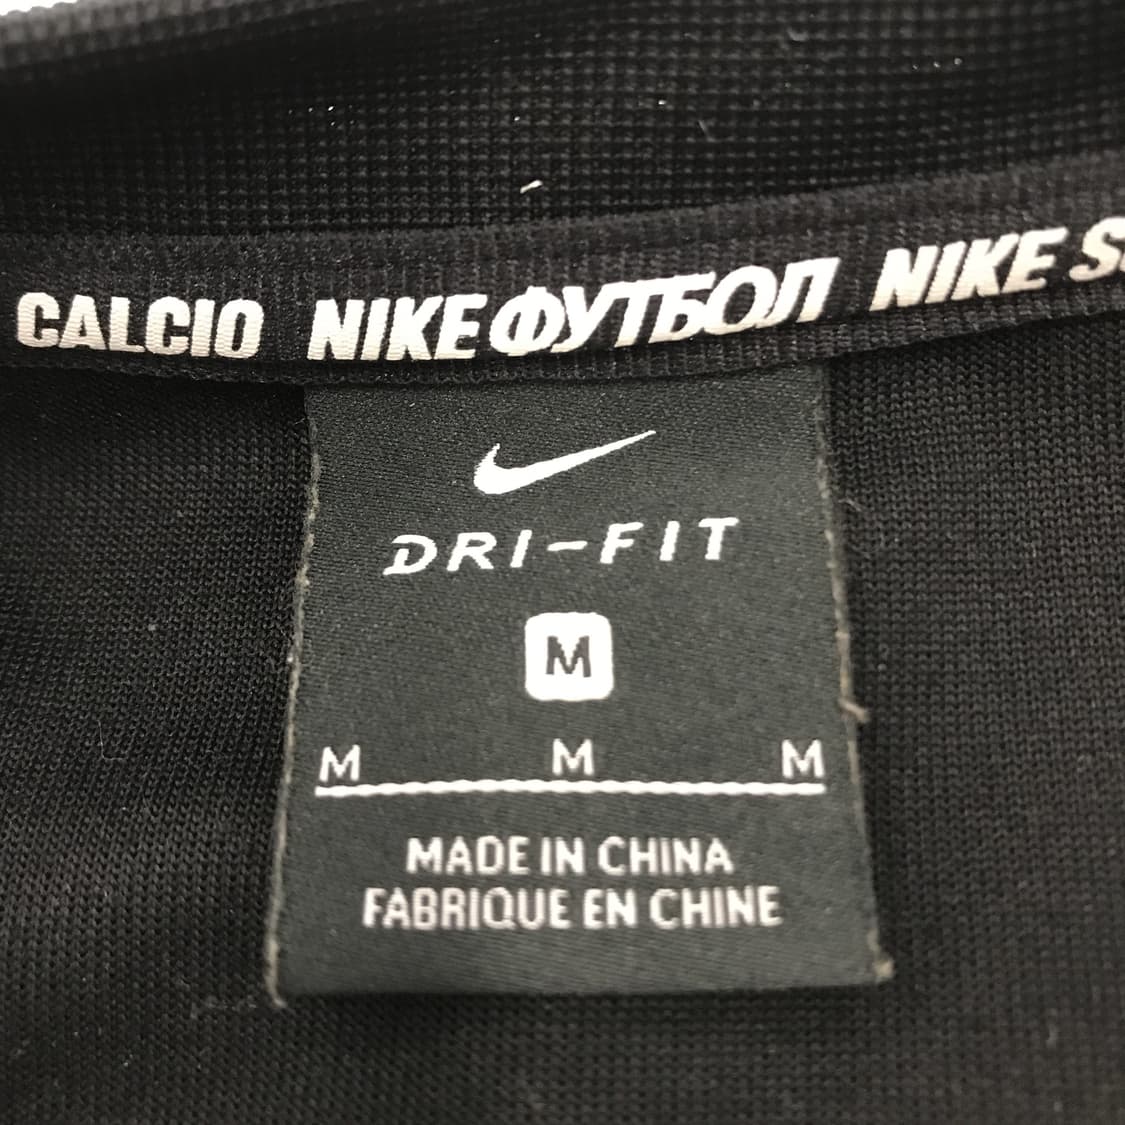 CALCIO NIKE ФУТБОЛ NIKE
DRI-FIT
M
M M M
MADE IN CHINA
FABRIQUE EN CHINE